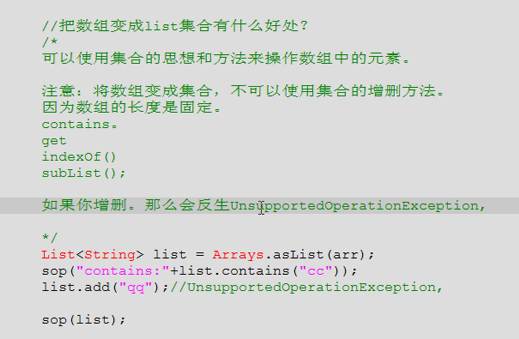 //把数组变成list集合有什么好处?
/*
可以使用集合的思想和方法来操作数组中的元素。
注意：将数组变成集合，不可以使用集合的增删方法。
因为数组的长度是固定。
contains。
get
indexOf()
subList();
如果你增删。那么会反生UnsupportedOperationException,
*/
List<String> list = Arrays.asList(arr);
sop("contains:"+list.contains("cc"));
list.add("qq");//UnsupportedOperationException,
sop(list);